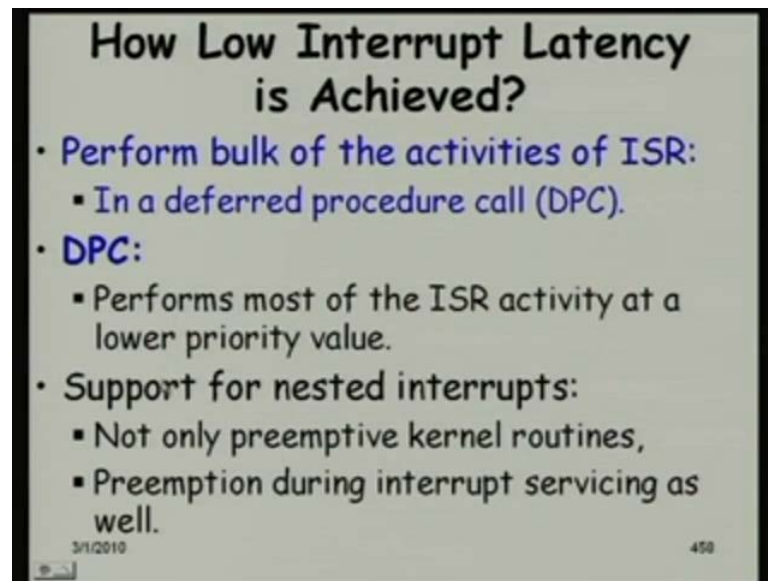 How Low Interrupt Latency
is Achieved?
• Perform bulk of the activities of ISR:
▪ In a deferred procedure call (DPC).
• DPC:
▪ Performs most of the ISR activity at a
lower priority value.
• Support for nested interrupts:
▪ Not only preemptive kernel routines,
▪ Preemption during interrupt servicing as
well.
3/1/2010
450